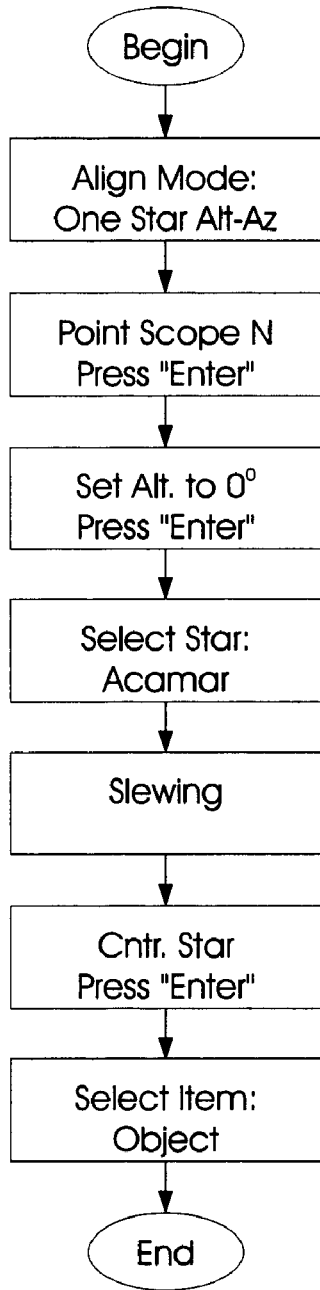 Begin
Align Mode:
One Star Alt-Az
Point Scope N
Press "Enter"
Set Alt. to 0⁰
Press "Enter"
Select Star:
Acamar
Slewing
Cntr. Star
Press "Enter"
Select Item:
Object
End